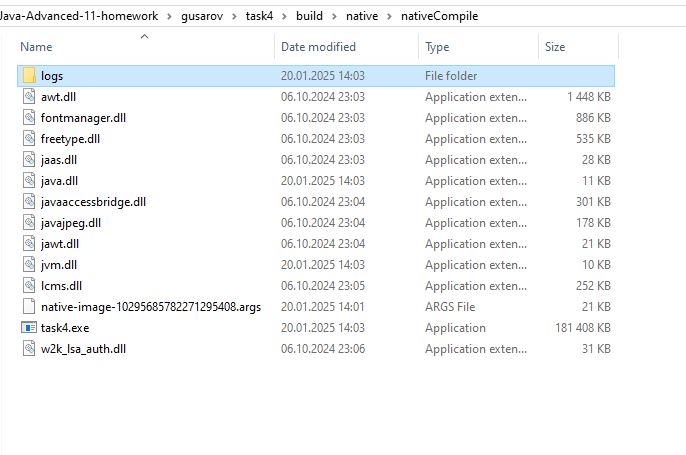 Java-Advanced-11-homework > gusarov > task4 > build > native > nativeCompile
Name Date modified Type Size
logs 20.01.2025 14:03 File folder
awt.dll 06.10.2024 23:03 Application exten... 1 448 KB
fontmanager.dll 06.10.2024 23:03 Application exten... 886 KB
freetype.dll 06.10.2024 23:03 Application exten... 535 KB
jaas.dll 06.10.2024 23:03 Application exten... 28 KB
java.dll 20.01.2025 14:03 Application exten... 11 KB
javaaccessbridge.dll 06.10.2024 23:04 Application exten... 301 KB
javajpeg.dll 06.10.2024 23:04 Application exten... 178 KB
jawt.dll 06.10.2024 23:04 Application exten... 21 KB
jvm.dll 20.01.2025 14:03 Application exten... 10 KB
lcms.dll 06.10.2024 23:05 Application exten... 252 KB
native-image-10295685782271295408.args 20.01.2025 14:01 ARGS File 21 KB
task4.exe 20.01.2025 14:03 Application 181 408 KB
w2k_lsa_auth.dll 06.10.2024 23:06 Application exten... 31 KB